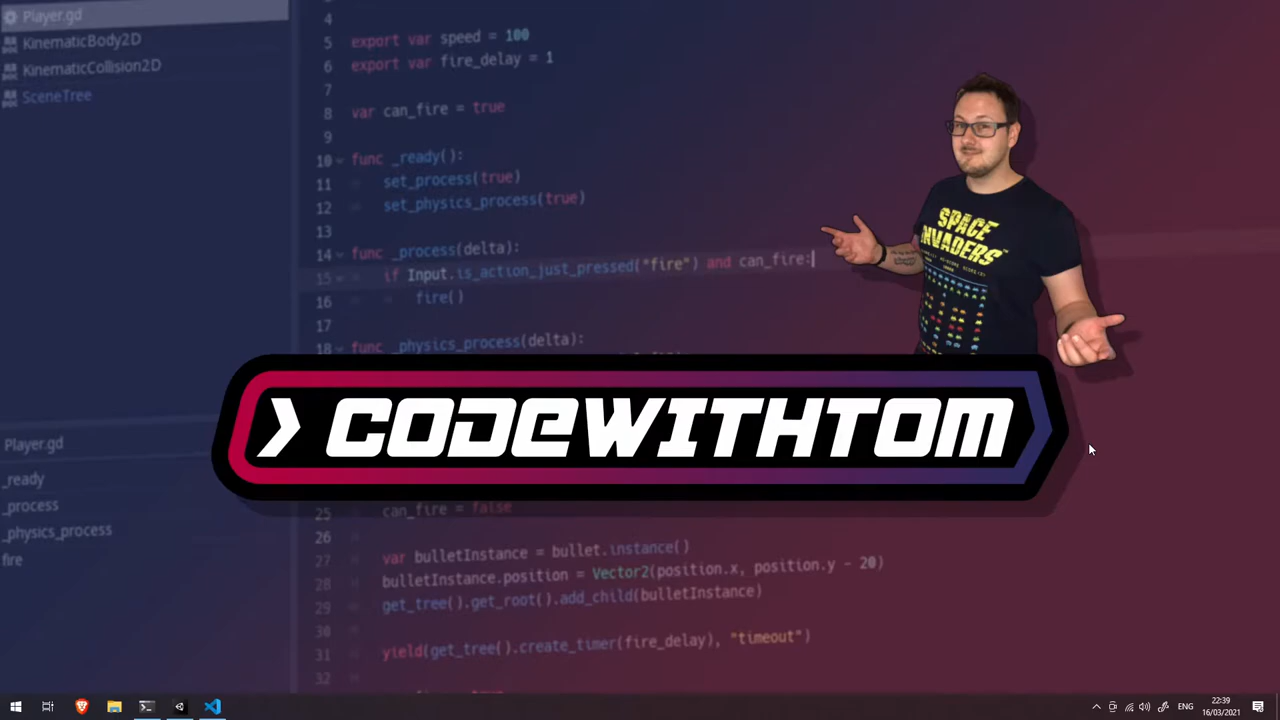 Player.gd
KinematicBody2D
KinematicCollision2D
SceneTree
4
5 export var speed = 100
6 export var fire_delay = 1
7
8 var can_fire = true
9
10 func _ready():
11 set_process(true)
12 set_physics_process(true)
13
14 func _process(delta):
15 if Input.is_action_just_pressed("fire") and can_fire:
16 fire()
17
18 func _physics_process(delta):
SPACE
INVADERS
❯ CODEWITHTOM
Player.gd
_ready
_process
_physics_process
fire
25 can_fire = false
26
27 var bulletInstance = bullet.instance()
28 bulletInstance.position = Vector2(position.x, position.y - 20)
29 get_tree().get_root().add_child(bulletInstance)
30
31 yield(get_tree().create_timer(fire_delay), "timeout")
32
ENG
22:39
16/03/2021